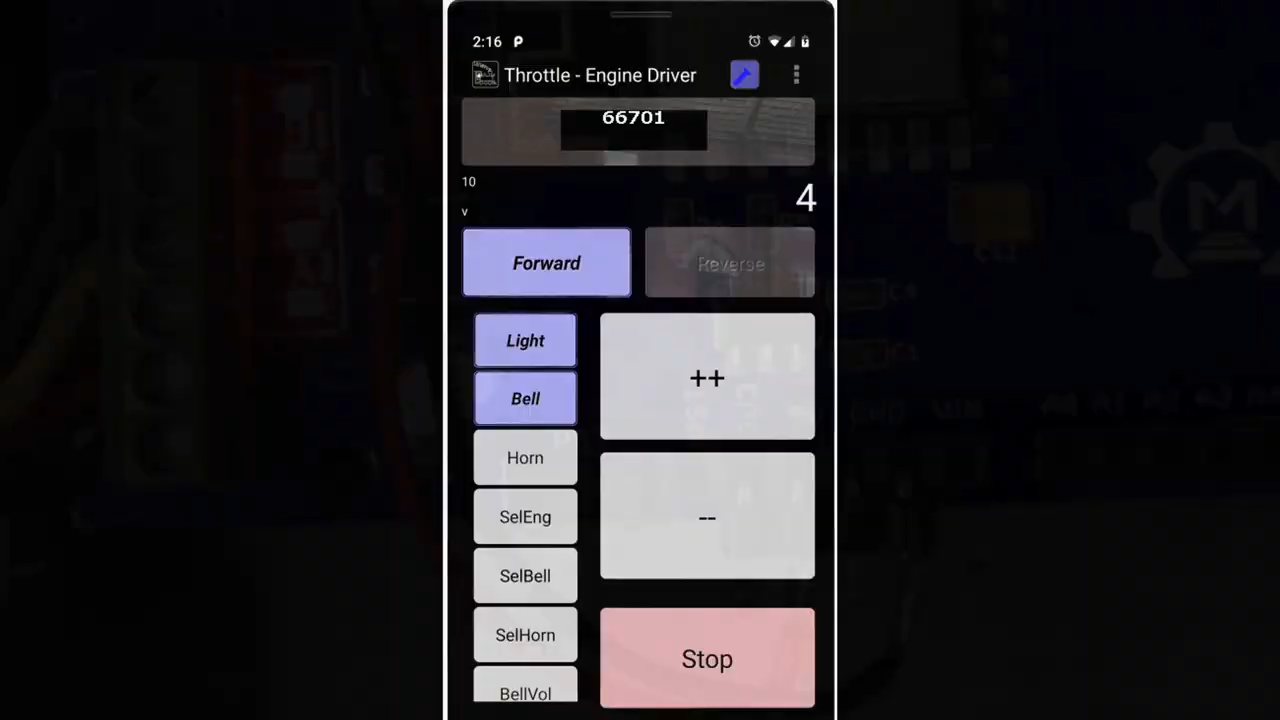 2:16 P
Throttle - Engine Driver
66701
10
4
v
Forward
Reverse
Light
++
Bell
Horn
SelEng
--
SelBell
SelHorn
Stop
BellVol